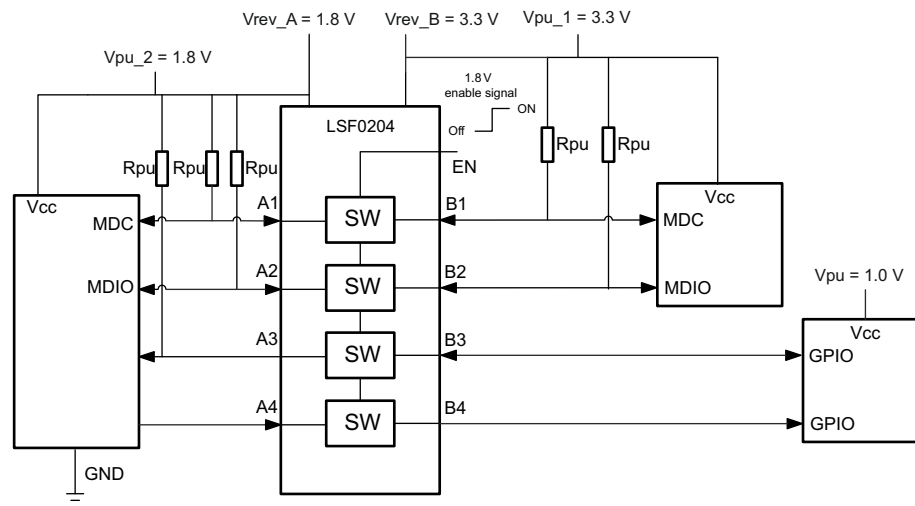 Vrev_A = 1.8 V
Vrev_B = 3.3 V
Vpu_1 = 3.3 V
Vpu_2 = 1.8 V
1.8 V
enable signal
ON
Off
LSF0204
EN
Rpu
Rpu
Rpu
Rpu
Rpu
Vcc
MDC
A1
SW
B1
Vcc
MDC
MDIO
A2
SW
B2
MDIO
Vpu = 1.0 V
A3
SW
B3
Vcc
GPIO
A4
SW
B4
GPIO
GND